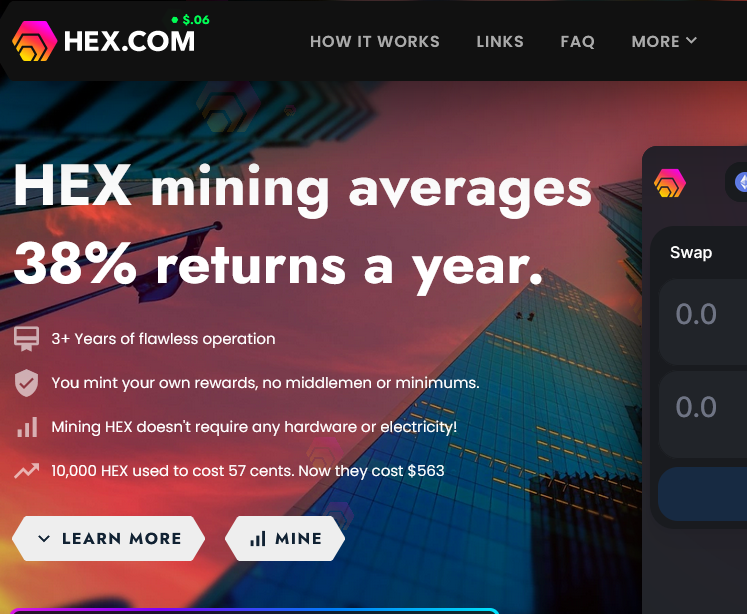 $.06
HEX.COM
HOW IT WORKS
LINKS
FAQ
MORE
HEX mining averages
38% returns a year.
3+ Years of flawless operation
You mint your own rewards, no middlemen or minimums.
Mining HEX doesn't require any hardware or electricity!
10,000 HEX used to cost 57 cents. Now they cost $563
LEARN MORE
MINE
Swap
0.0
0.0